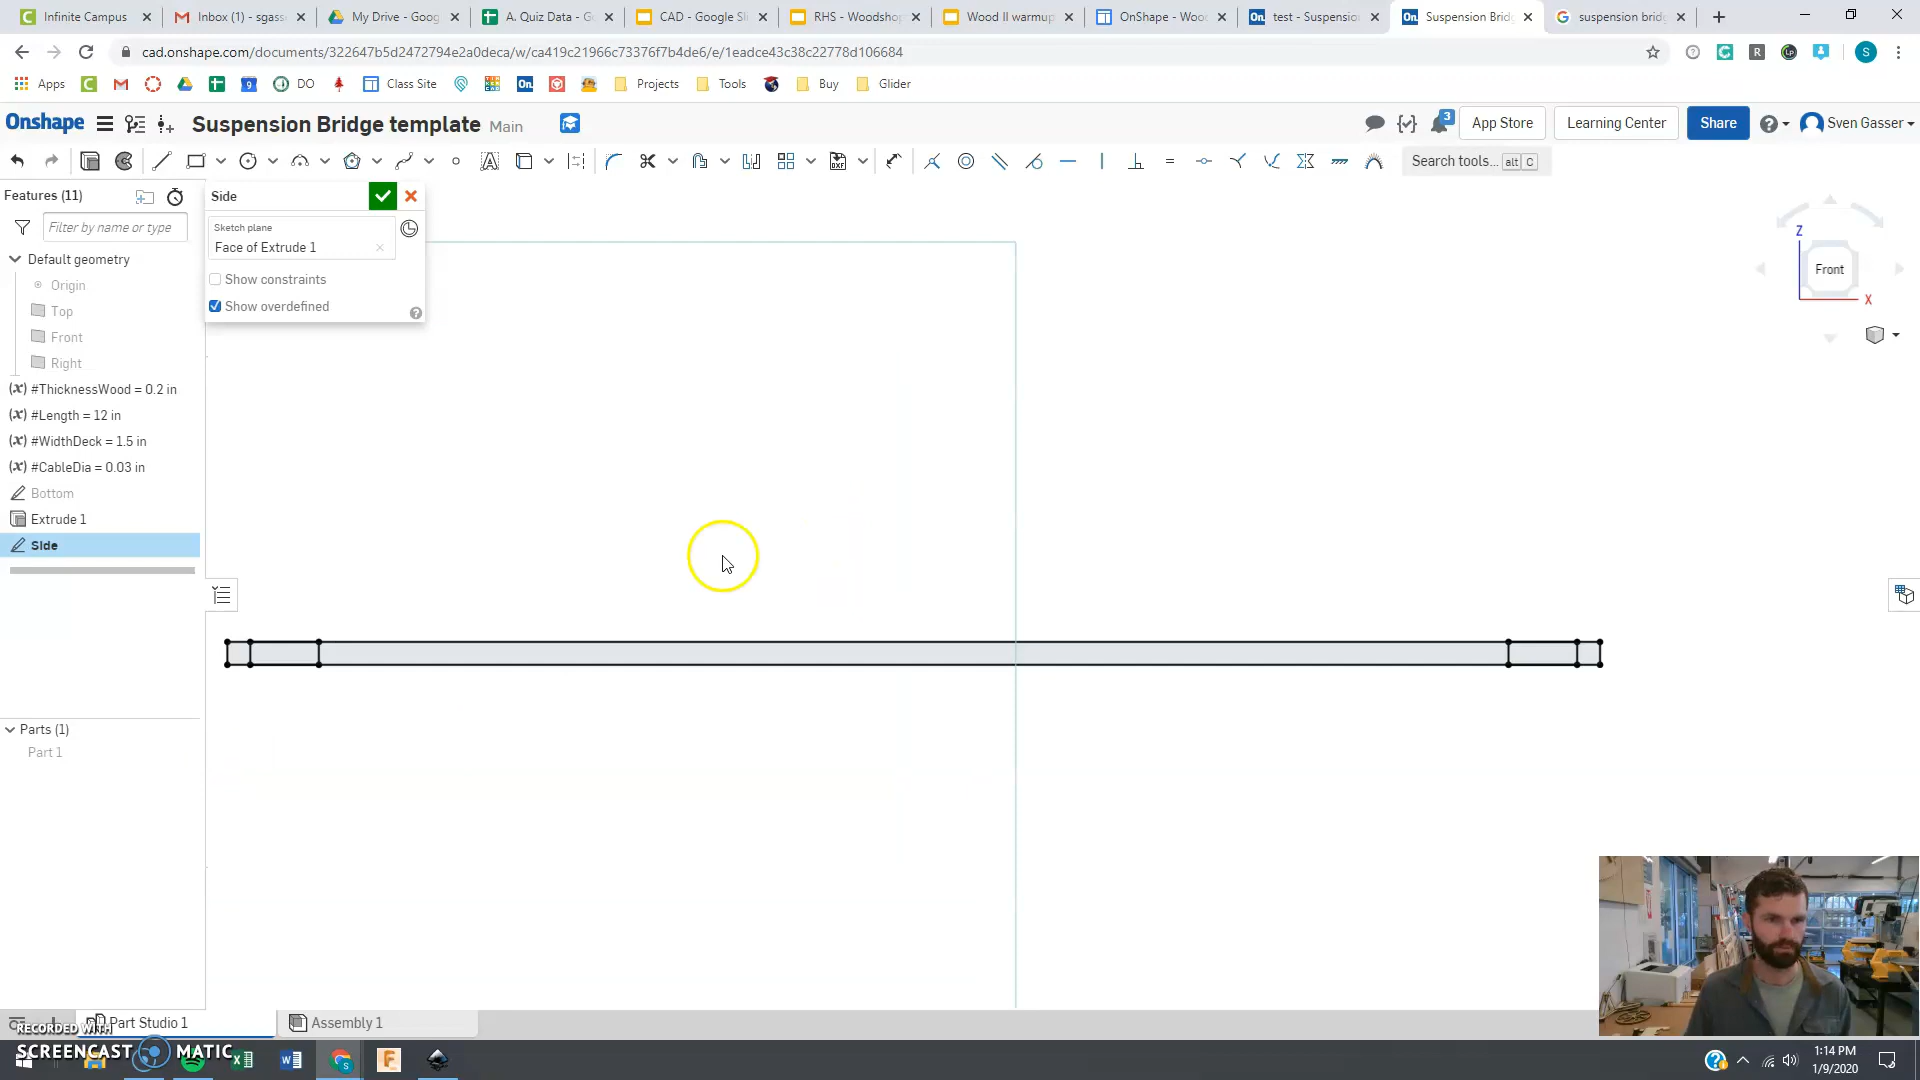 Infinite Campus
Inbox (1) - sgass
My Drive - Goog
A. Quiz Data - G
CAD - Google Sli
RHS - Woodshop
Wood II warmup
OnShape - Woo
test - Suspensio
Suspension Brid
suspension bridg
cad.onshape.com/documents/322647b5d2472794e2a0deca/w/ca419c21966c73376f7b4de6/e/1eadce43c38c22778d106684
Apps
DO
Class Site
Projects
Tools
Buy
Glider
Onshape
Suspension Bridge template Main
3
App Store
Learning Center
Share
Sven Gasser
Search tools... alt C
Features (11)
Filter by name or type
Side
Sketch plane
Face of Extrude 1
Show constraints
Show overdefined
Default geometry
Origin
Top
Front
Right
(x) #ThicknessWood = 0.2 in
(x) #Length = 12 in
(x) #WidthDeck = 1.5 in
(x) #CableDia = 0.03 in
Bottom
Extrude 1
Side
Z
Front
X
Parts (1)
Part 1
Part Studio 1
Assembly 1
RECORDED WITH
SCREENCAST MATIC
1:14 PM
1/9/2020